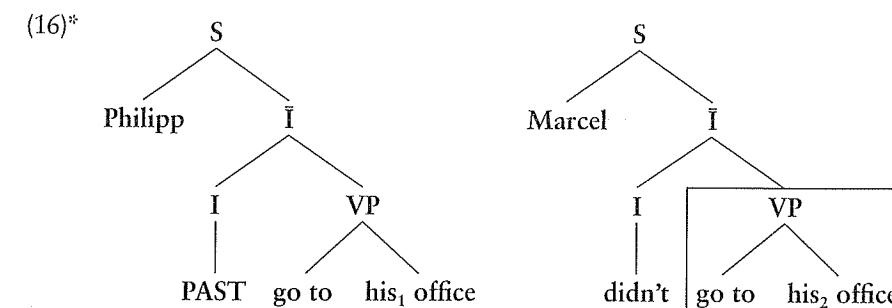 (16)* S S
Philipp Ī Marcel Ī
I VP I VP
PAST go to his₁ office didn't go to his₂ office